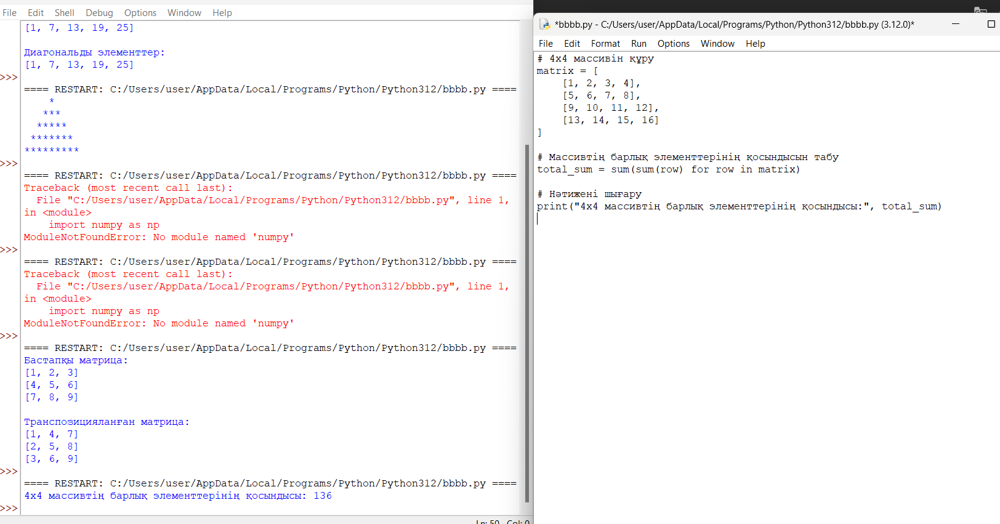 File Edit Shell Debug Options Window Help
[1, 7, 13, 19, 25]
Диагональды элементтер:
[1, 7, 13, 19, 25]
>>>
==== RESTART: C:/Users/user/AppData/Local/Programs/Python/Python312/bbbb.py ====
*
***
*****
*******
*********
>>>
==== RESTART: C:/Users/user/AppData/Local/Programs/Python/Python312/bbbb.py ====
Traceback (most recent call last):
File "C:/Users/user/AppData/Local/Programs/Python/Python312/bbbb.py", line 1,
in <module>
import numpy as np
ModuleNotFoundError: No module named 'numpy'
>>>
==== RESTART: C:/Users/user/AppData/Local/Programs/Python/Python312/bbbb.py ====
Traceback (most recent call last):
File "C:/Users/user/AppData/Local/Programs/Python/Python312/bbbb.py", line 1,
in <module>
import numpy as np
ModuleNotFoundError: No module named 'numpy'
>>>
==== RESTART: C:/Users/user/AppData/Local/Programs/Python/Python312/bbbb.py ====
Бастапқы матрица:
[1, 2, 3]
[4, 5, 6]
[7, 8, 9]
Транспозицияланған матрица:
[1, 4, 7]
[2, 5, 8]
[3, 6, 9]
>>>
==== RESTART: C:/Users/user/AppData/Local/Programs/Python/Python312/bbbb.py ====
4x4 массивтің барлық элементтерінің қосындысы: 136
>>>
Ln: 50 Col: 0
*bbbb.py - C:/Users/user/AppData/Local/Programs/Python/Python312/bbbb.py (3.12.0)*
File Edit Format Run Options Window Help
# 4x4 массивін құру
matrix = [
[1, 2, 3, 4],
[5, 6, 7, 8],
[9, 10, 11, 12],
[13, 14, 15, 16]
]
# Массивтің барлық элементтерінің қосындысын табу
total_sum = sum(sum(row) for row in matrix)
# Нәтижені шығару
print("4x4 массивтің барлық элементтерінің қосындысы:", total_sum)